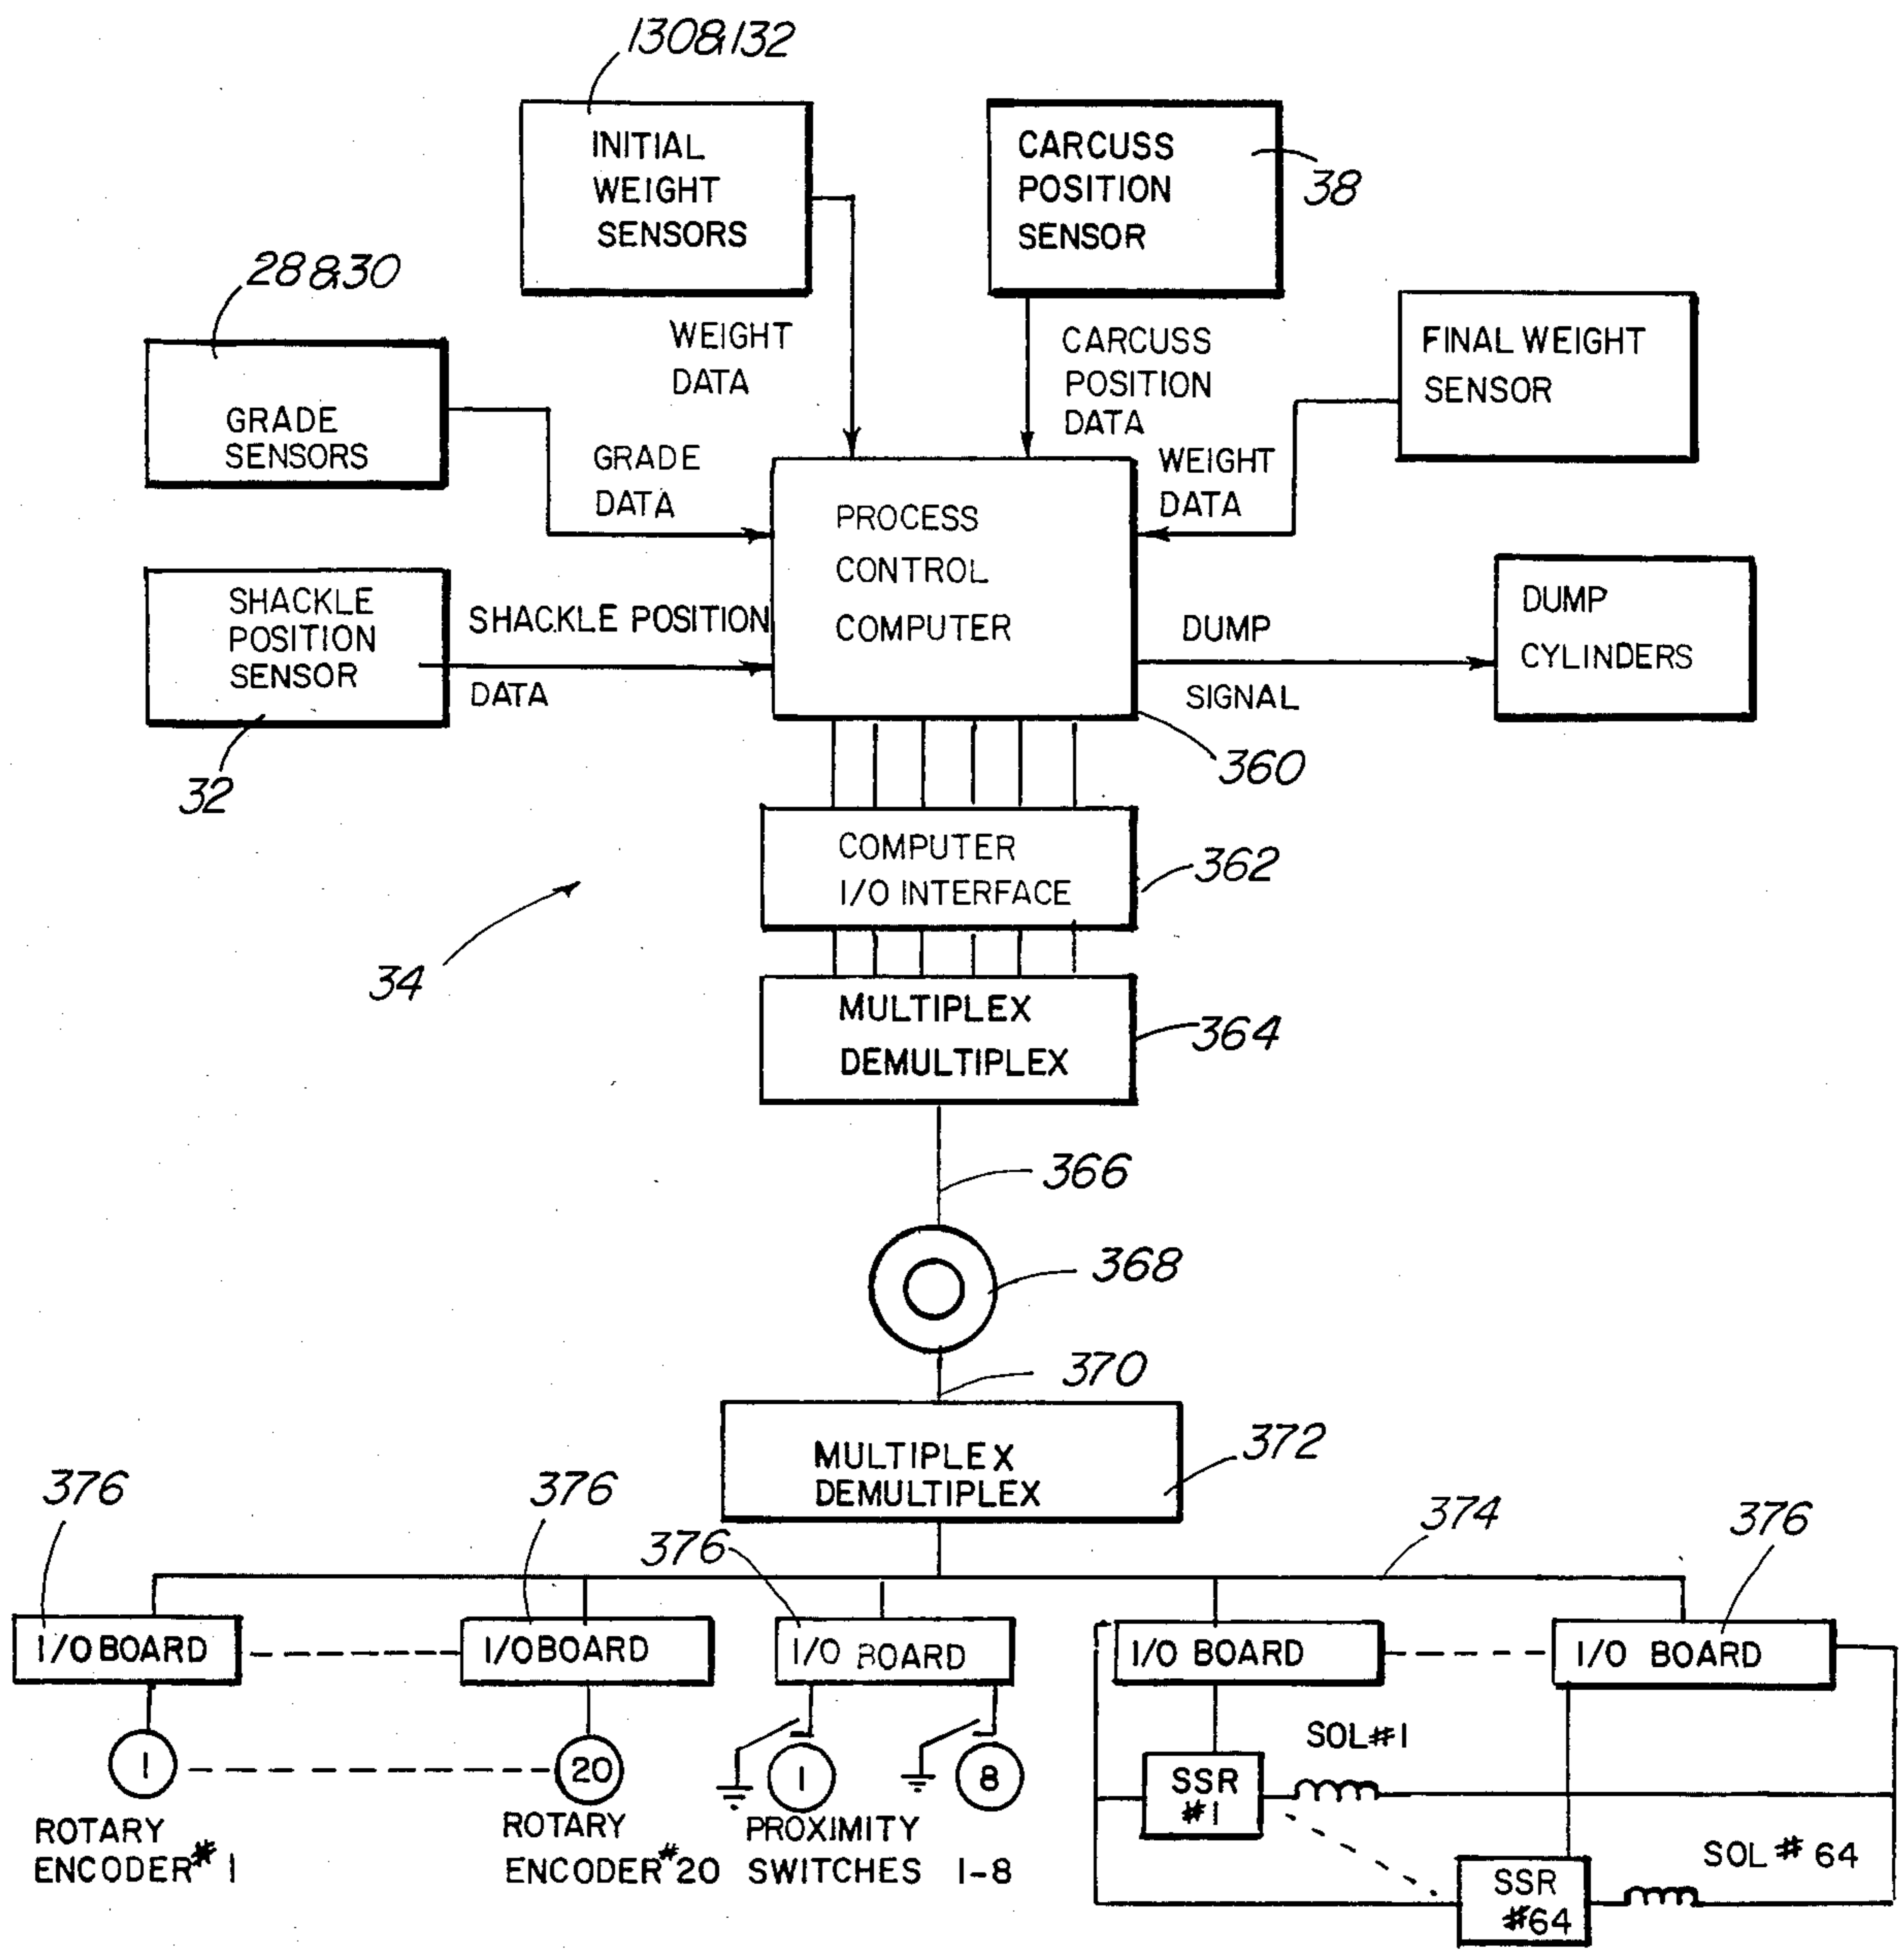 130&132
INITIAL
WEIGHT
SENSORS
CARCUSS
POSITION
SENSOR
38
28&30
GRADE
SENSORS
WEIGHT
DATA
CARCUSS
POSITION
DATA
FINAL WEIGHT
SENSOR
GRADE
DATA
WEIGHT
DATA
PROCESS
CONTROL
COMPUTER
SHACKLE
POSITION
SENSOR
32
SHACKLE POSITION
DATA
DUMP
SIGNAL
DUMP
CYLINDERS
360
COMPUTER
I/O INTERFACE
362
34
MULTIPLEX
DEMULTIPLEX
364
366
368
370
MULTIPLEX
DEMULTIPLEX
372
376
376
376
374
376
I/O BOARD
I/O BOARD
I/O BOARD
I/O BOARD
I/O BOARD
1
20
1
8
ROTARY
ENCODER #1
ROTARY
ENCODER #20
PROXIMITY
SWITCHES 1-8
SSR
#1
SOL #1
SSR
#64
SOL # 64